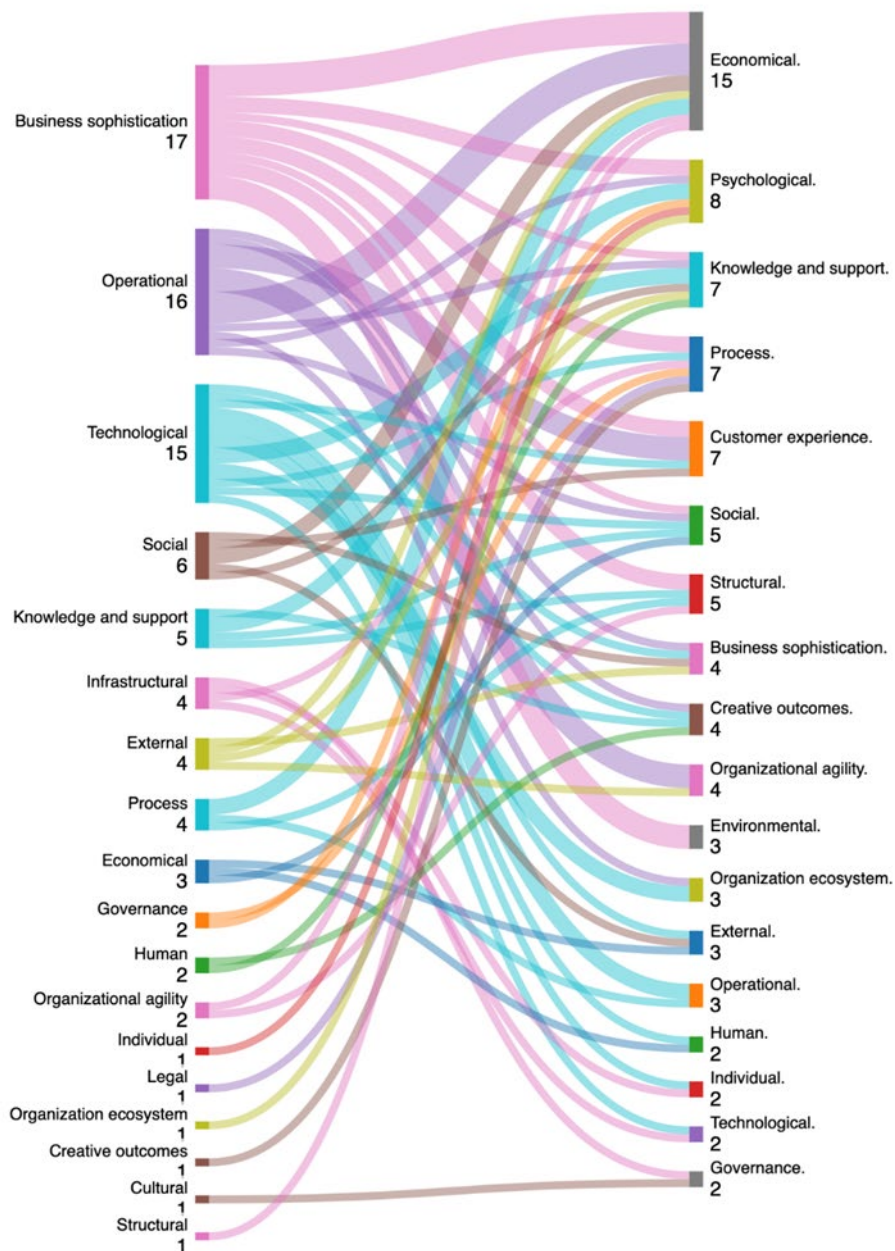 Business sophistication
17
Operational
16
Technological
15
Social
6
Knowledge and support
5
Infrastructural
4
External
4
Process
4
Economical
3
Governance
2
Human
2
Organizational agility
2
Individual
1
Legal
1
Organization ecosystem
1
Creative outcomes
1
Cultural
1
Structural
1
Economical.
15
Psychological.
8
Knowledge and support.
7
Process.
7
Customer experience.
7
Social.
5
Structural.
5
Business sophistication.
4
Creative outcomes.
4
Organizational agility.
4
Environmental.
3
Organization ecosystem.
3
External.
3
Operational.
3
Human.
2
Individual.
2
Technological.
2
Governance.
2